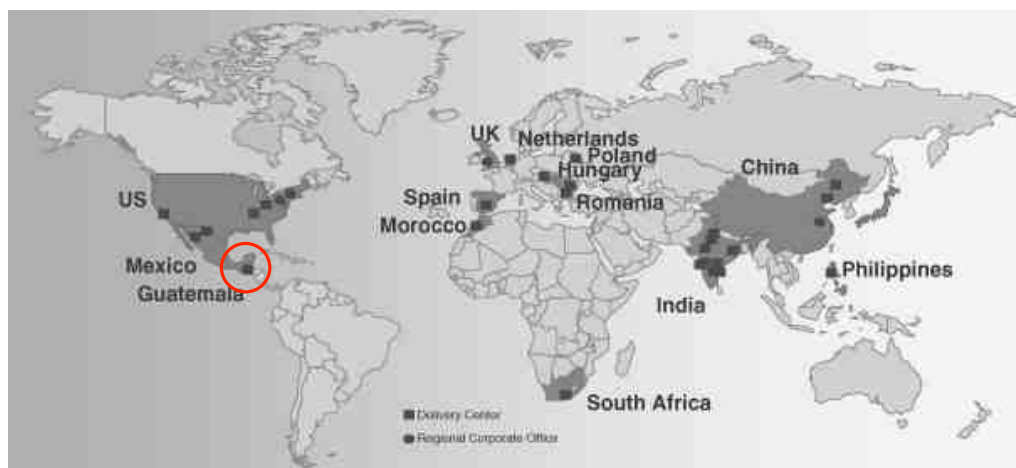 UK
Netherlands
Poland
Hungary
China
US
Spain
Romania
Morocco
Mexico
Guatemala
Philippines
India
South Africa
Delivery Center
Regional Corporate Office